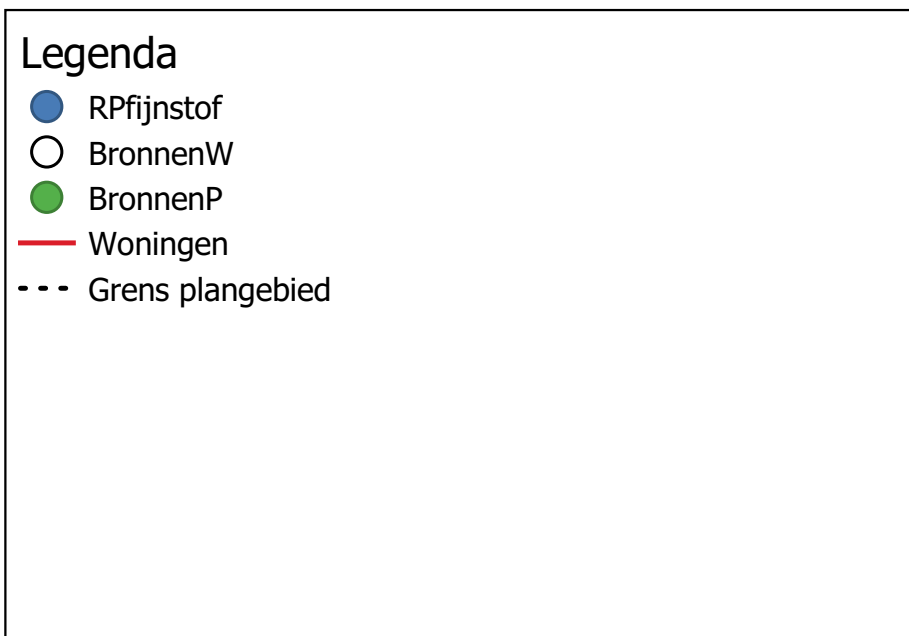 Legenda
RPfijnstof
BronnenW
BronnenP
Woningen
Grens plangebied